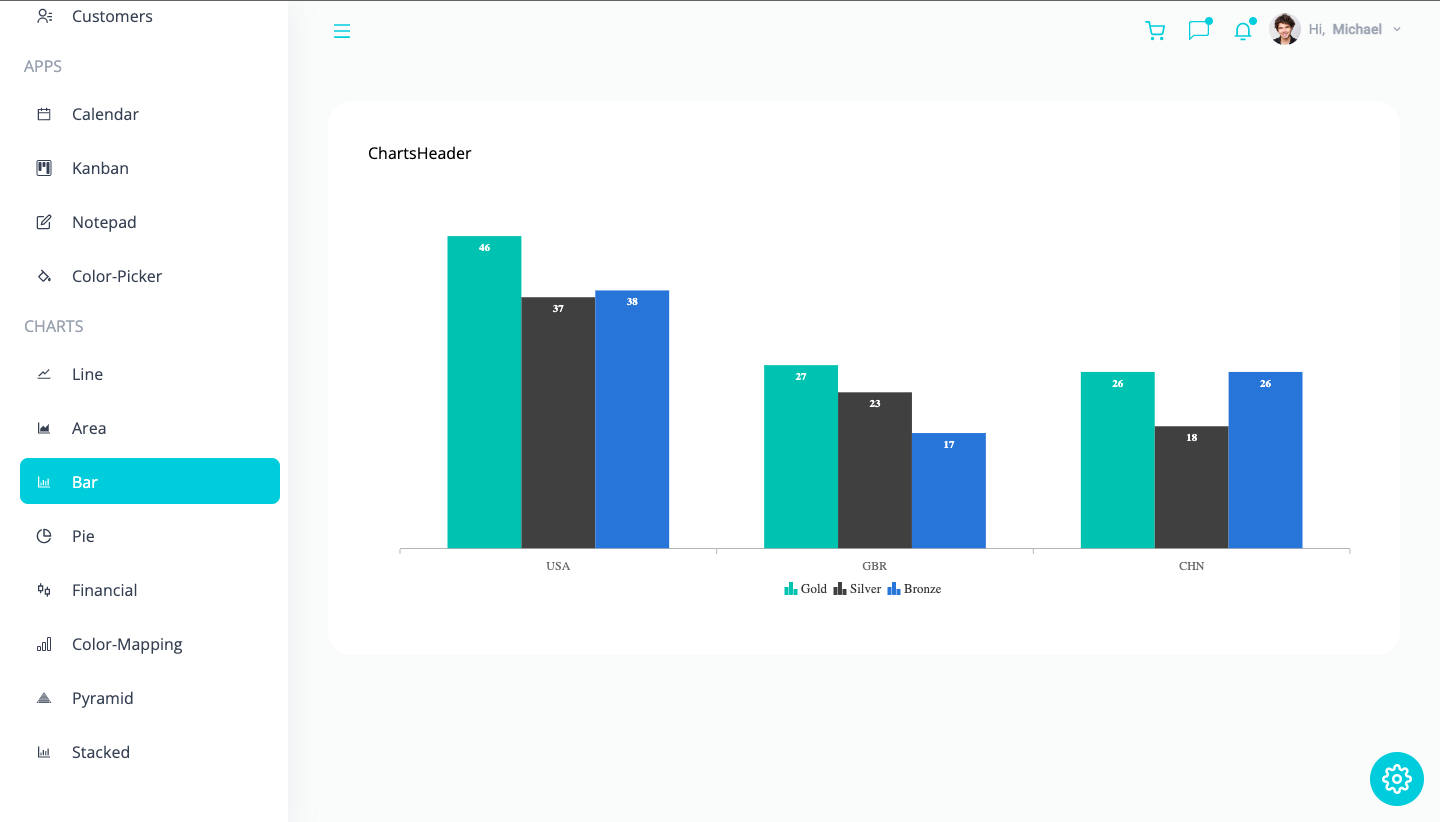 Customers
Hi, Michael
APPS
Calendar
Kanban
Notepad
Color-Picker
CHARTS
Line
Area
Bar
Pie
Financial
Color-Mapping
Pyramid
Stacked
ChartsHeader
46
37
38
27
23
17
26
18
26
USA GBR CHN
Gold Silver Bronze